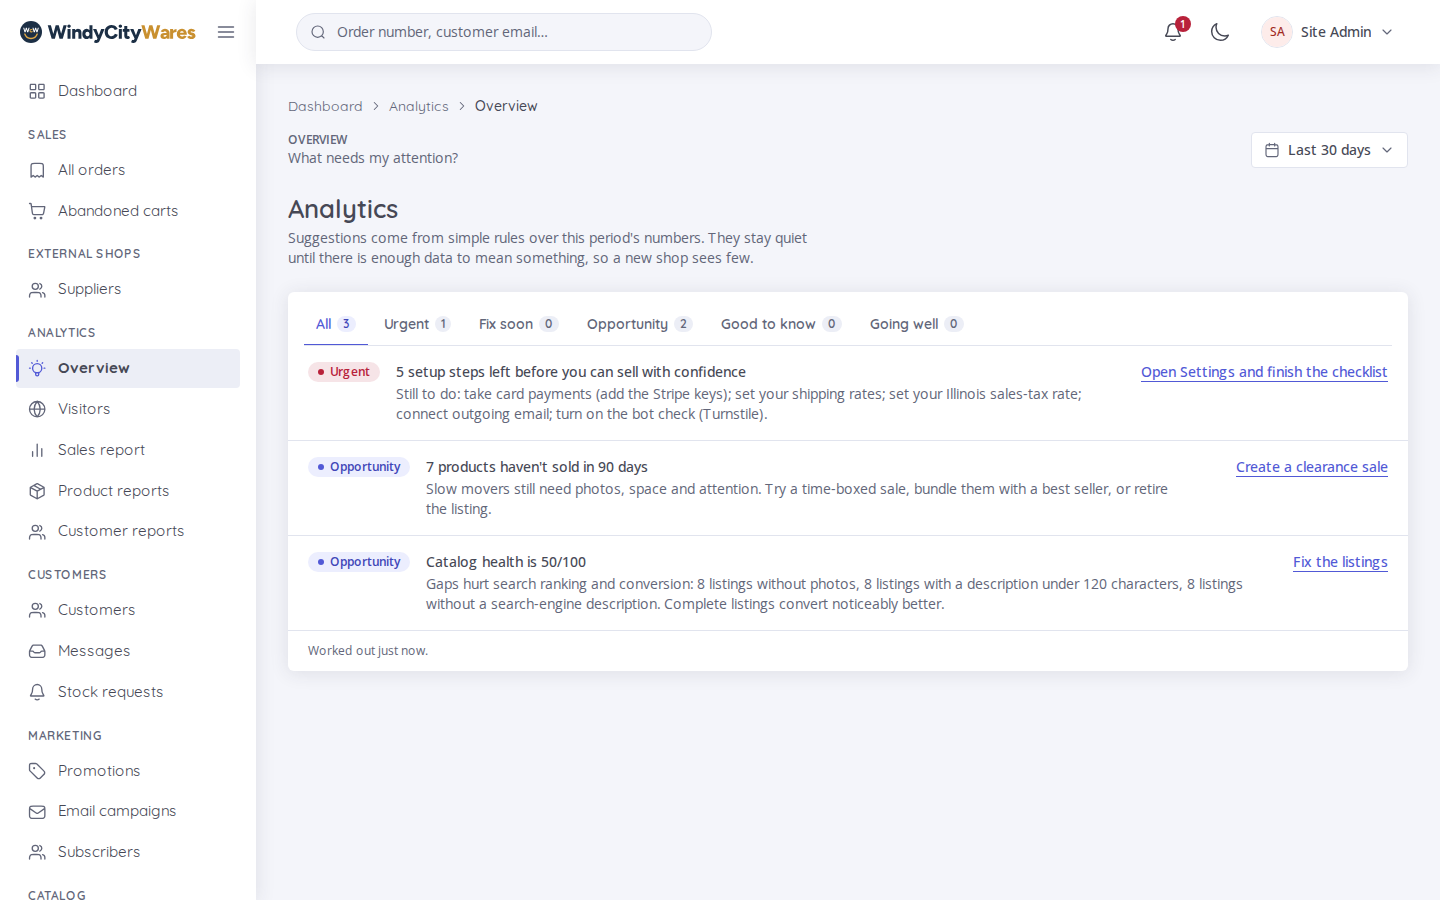 WCW WindyCityWares
Order number, customer email...
1
SA
Site Admin
Dashboard
SALES
All orders
Abandoned carts
EXTERNAL SHOPS
Suppliers
ANALYTICS
Overview
Visitors
Sales report
Product reports
Customer reports
CUSTOMERS
Customers
Messages
Stock requests
MARKETING
Promotions
Email campaigns
Subscribers
CATALOG
Dashboard > Analytics > Overview
OVERVIEW
What needs my attention?
Last 30 days
Analytics
Suggestions come from simple rules over this period's numbers. They stay quiet
until there is enough data to mean something, so a new shop sees few.
All 3 Urgent 1 Fix soon 0 Opportunity 2 Good to know 0 Going well 0
Urgent
5 setup steps left before you can sell with confidence
Still to do: take card payments (add the Stripe keys); set your shipping rates; set your Illinois sales-tax rate;
connect outgoing email; turn on the bot check (Turnstile).
Open Settings and finish the checklist
Opportunity
7 products haven't sold in 90 days
Slow movers still need photos, space and attention. Try a time-boxed sale, bundle them with a best seller, or retire
the listing.
Create a clearance sale
Opportunity
Catalog health is 50/100
Gaps hurt search ranking and conversion: 8 listings without photos, 8 listings with a description under 120 characters, 8 listings
without a search-engine description. Complete listings convert noticeably better.
Fix the listings
Worked out just now.